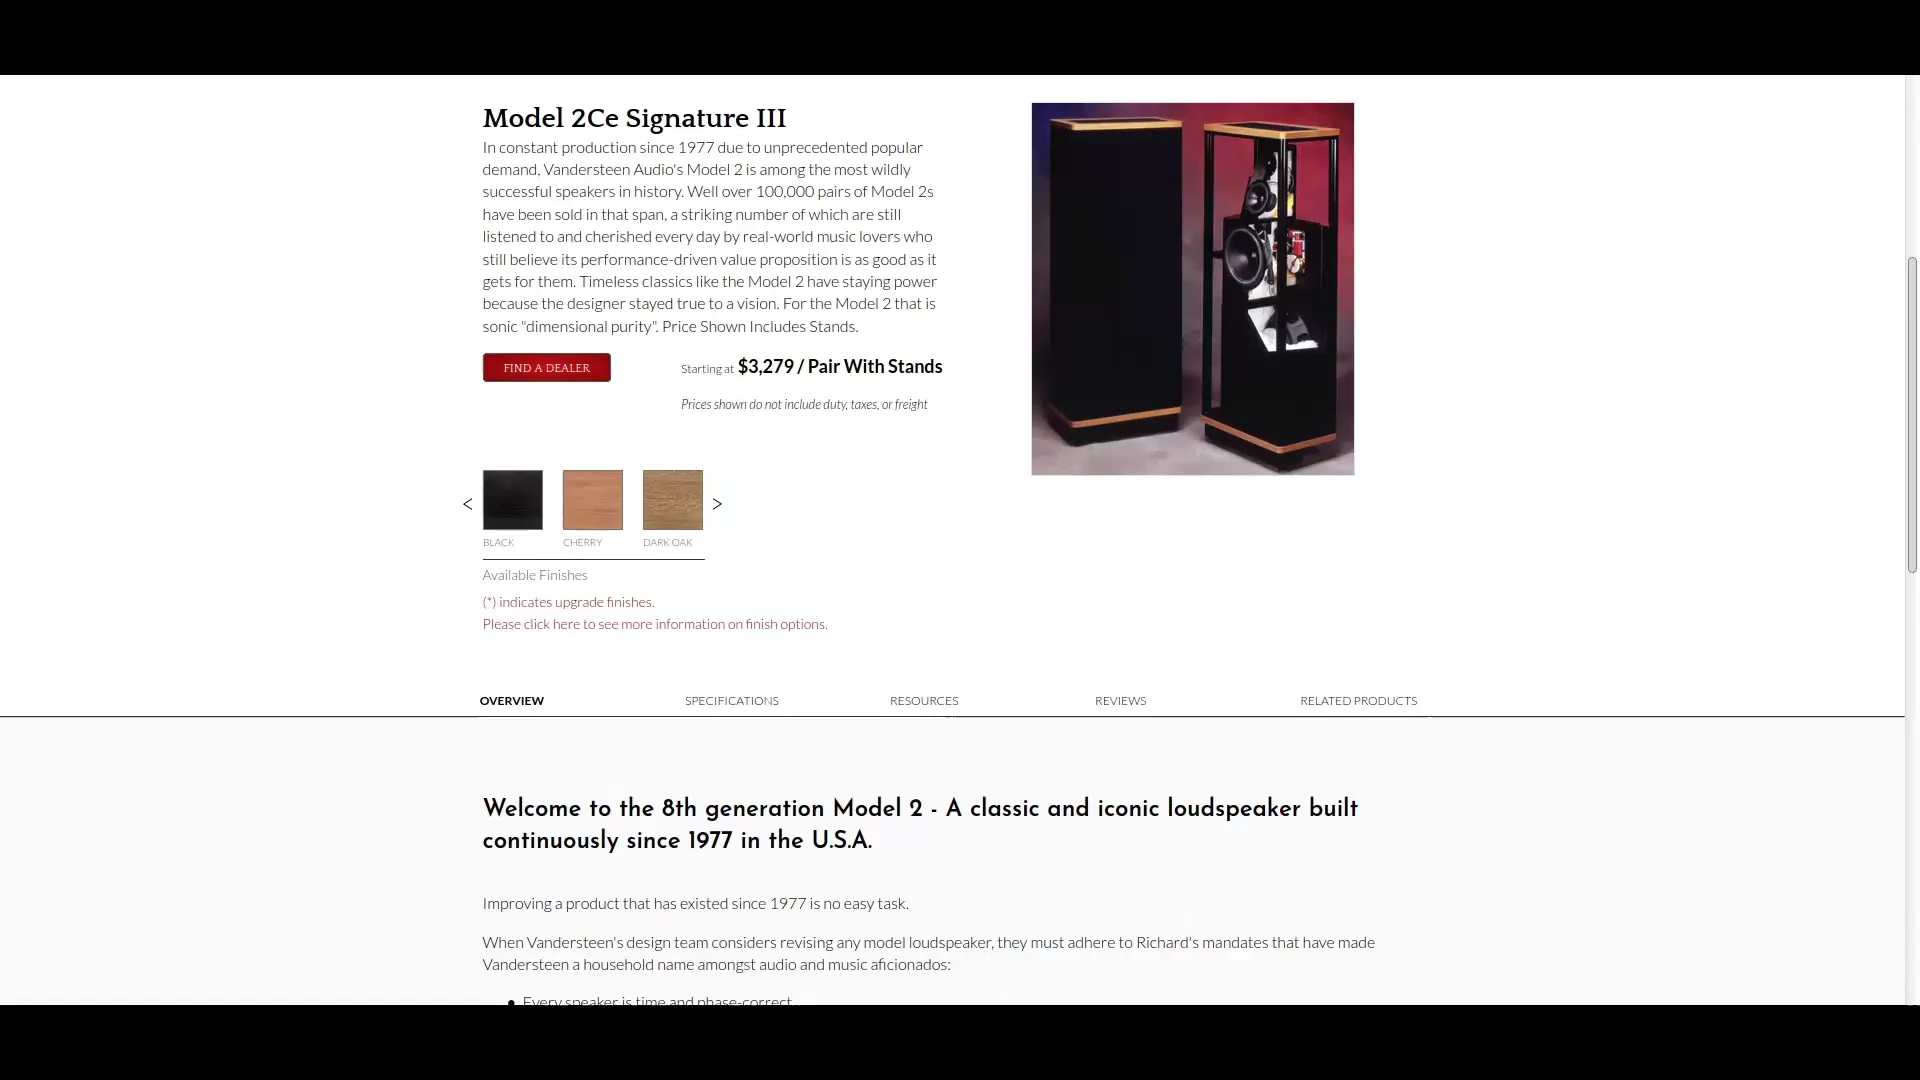 Model 2Ce Signature III
In constant production since 1977 due to unprecedented popular
demand, Vandersteen Audio's Model 2 is among the most wildly
successful speakers in history. Well over 100,000 pairs of Model 2s
have been sold in that span, a striking number of which are still
listened to and cherished every day by real-world music lovers who
still believe its performance-driven value proposition is as good as it
gets for them. Timeless classics like the Model 2 have staying power
because the designer stayed true to a vision. For the Model 2 that is
sonic "dimensional purity". Price Shown Includes Stands.
FIND A DEALER
Starting at $3,279 / Pair With Stands
Prices shown do not include duty, taxes, or freight
< >
BLACK CHERRY DARK OAK
Available Finishes
(*) indicates upgrade finishes.
Please click here to see more information on finish options.
OVERVIEW SPECIFICATIONS RESOURCES REVIEWS RELATED PRODUCTS
Welcome to the 8th generation Model 2 - A classic and iconic loudspeaker built
continuously since 1977 in the U.S.A.
Improving a product that has existed since 1977 is no easy task.
When Vandersteen's design team considers revising any model loudspeaker, they must adhere to Richard's mandates that have made
Vandersteen a household name amongst audio and music aficionados:
• Every speaker is time and phase-correct